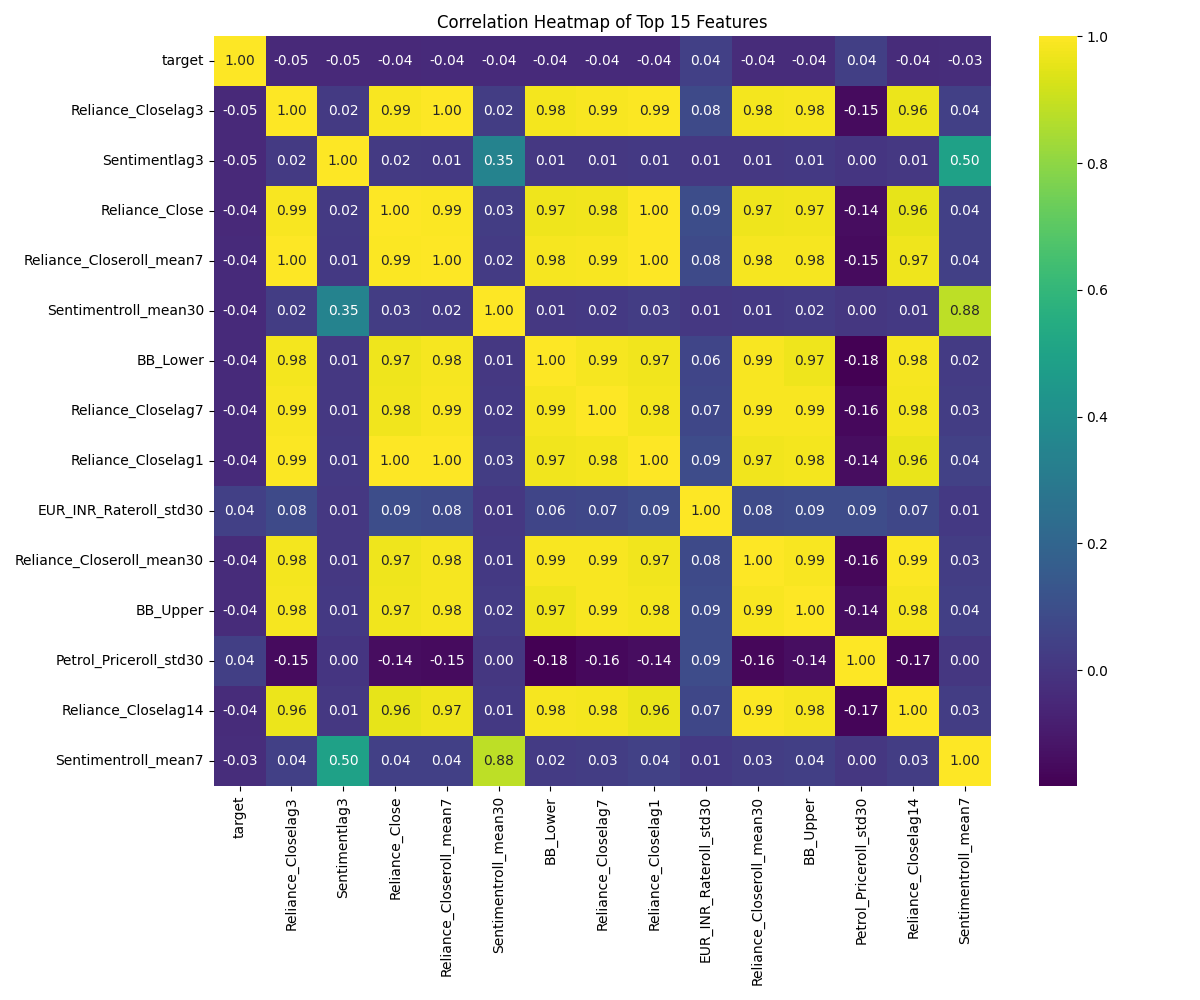 Correlation Heatmap of Top 15 Features
target 1.00 -0.05 -0.05 -0.04 -0.04 -0.04 -0.04 -0.04 -0.04 0.04 -0.04 -0.04 0.04 -0.04 -0.03
Reliance_Closelag3 -0.05 1.00 0.02 0.99 1.00 0.02 0.98 0.99 0.99 0.08 0.98 0.98 -0.15 0.96 0.04
Sentimentlag3 -0.05 0.02 1.00 0.02 0.01 0.35 0.01 0.01 0.01 0.01 0.01 0.01 0.00 0.01 0.50
Reliance_Close -0.04 0.99 0.02 1.00 0.99 0.03 0.97 0.98 1.00 0.09 0.97 0.97 -0.14 0.96 0.04
Reliance_Closeroll_mean7 -0.04 1.00 0.01 0.99 1.00 0.02 0.98 0.99 1.00 0.08 0.98 0.98 -0.15 0.97 0.04
Sentimentroll_mean30 -0.04 0.02 0.35 0.03 0.02 1.00 0.01 0.02 0.03 0.01 0.01 0.02 0.00 0.01 0.88
BB_Lower -0.04 0.98 0.01 0.97 0.98 0.01 1.00 0.99 0.97 0.06 0.99 0.97 -0.18 0.98 0.02
Reliance_Closelag7 -0.04 0.99 0.01 0.98 0.99 0.02 0.99 1.00 0.98 0.07 0.99 0.99 -0.16 0.98 0.03
Reliance_Closelag1 -0.04 0.99 0.01 1.00 1.00 0.03 0.97 0.98 1.00 0.09 0.97 0.98 -0.14 0.96 0.04
EUR_INR_Rateroll_std30 0.04 0.08 0.01 0.09 0.08 0.01 0.06 0.07 0.09 1.00 0.08 0.09 0.09 0.07 0.01
Reliance_Closeroll_mean30 -0.04 0.98 0.01 0.97 0.98 0.01 0.99 0.99 0.97 0.08 1.00 0.99 -0.16 0.99 0.03
BB_Upper -0.04 0.98 0.01 0.97 0.98 0.02 0.97 0.99 0.98 0.09 0.99 1.00 -0.14 0.98 0.04
Petrol_Priceroll_std30 0.04 -0.15 0.00 -0.14 -0.15 0.00 -0.18 -0.16 -0.14 0.09 -0.16 -0.14 1.00 -0.17 0.00
Reliance_Closelag14 -0.04 0.96 0.01 0.96 0.97 0.01 0.98 0.98 0.96 0.07 0.99 0.98 -0.17 1.00 0.03
Sentimentroll_mean7 -0.03 0.04 0.50 0.04 0.04 0.88 0.02 0.03 0.04 0.01 0.03 0.04 0.00 0.03 1.00
target
Reliance_Closelag3
Sentimentlag3
Reliance_Close
Reliance_Closeroll_mean7
Sentimentroll_mean30
BB_Lower
Reliance_Closelag7
Reliance_Closelag1
EUR_INR_Rateroll_std30
Reliance_Closeroll_mean30
BB_Upper
Petrol_Priceroll_std30
Reliance_Closelag14
Sentimentroll_mean7
1.0
0.8
0.6
0.4
0.2
0.0